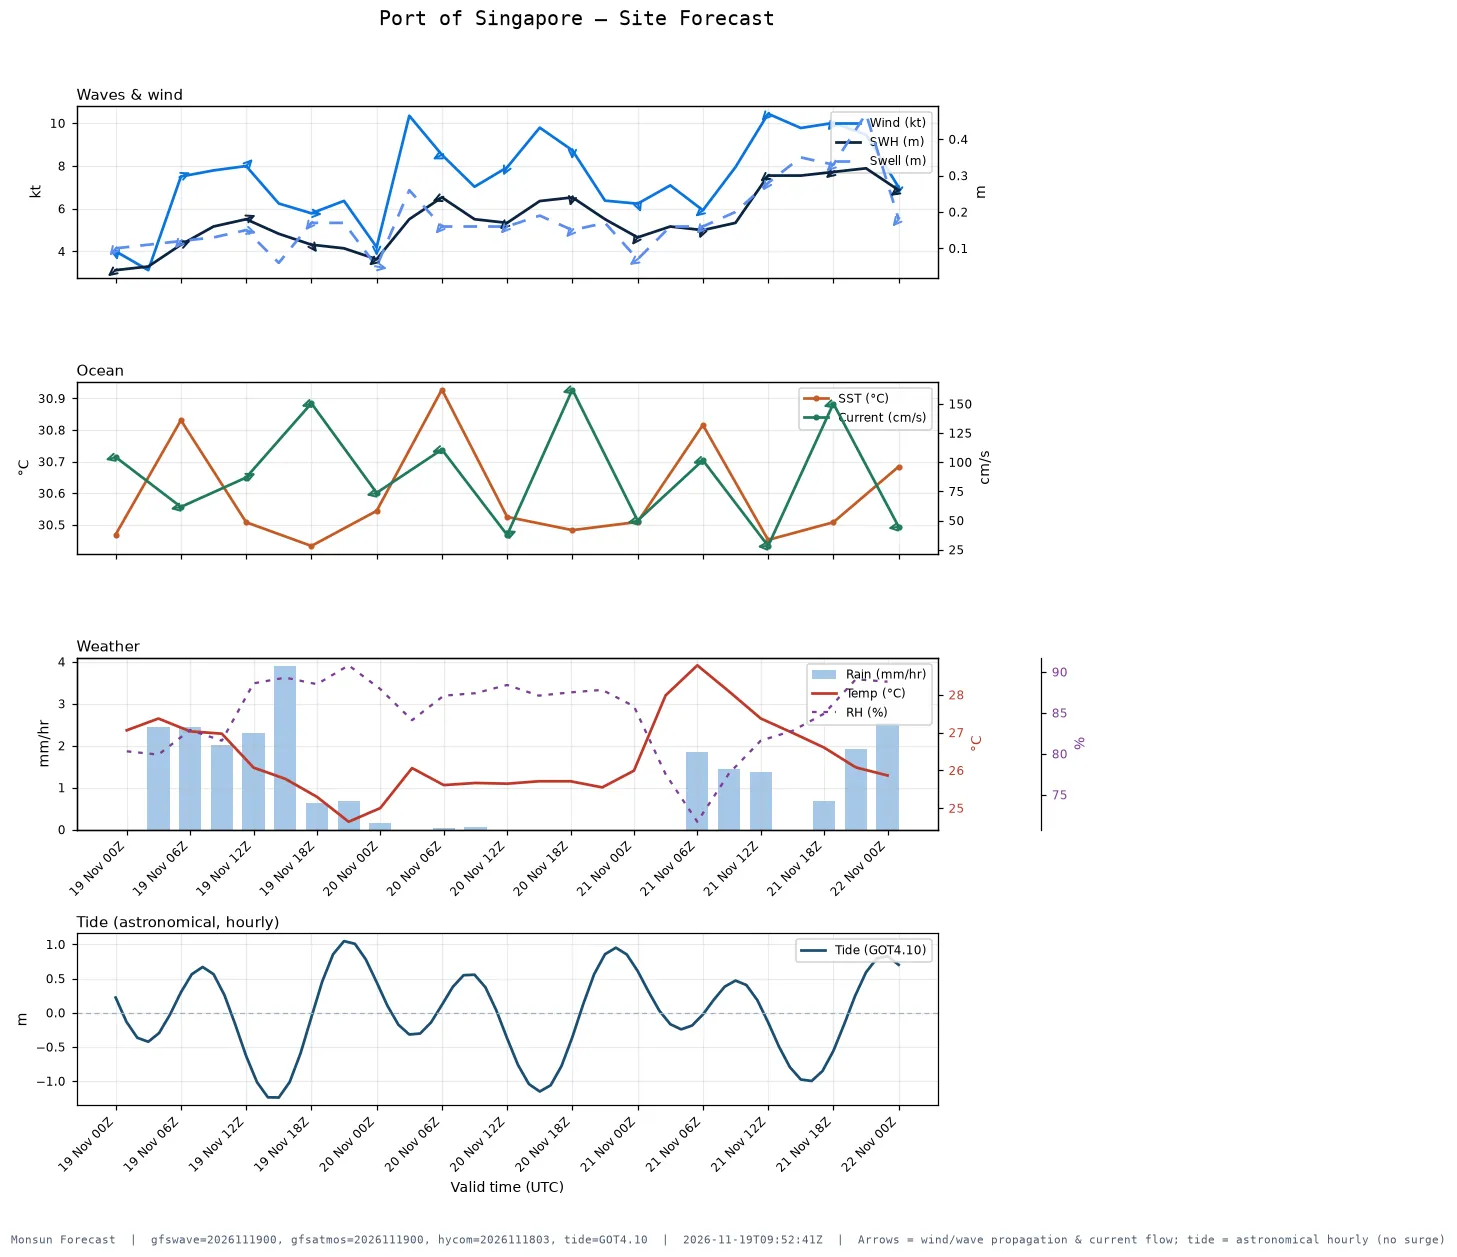 Port of Singapore — Site Forecast
Waves & wind
10
8
6
4
kt
0.4
0.3
0.2
0.1
m
Wind (kt)
SWH (m)
Swell (m)
Ocean
30.9
30.8
30.7
30.6
30.5
°C
150
125
100
75
50
25
cm/s
SST (°C)
Current (cm/s)
Weather
4
3
2
1
0
mm/hr
28
27
26
25
°C
90
85
80
75
%
Rain (mm/hr)
Temp (°C)
RH (%)
19 Nov 00Z
19 Nov 06Z
19 Nov 12Z
19 Nov 18Z
20 Nov 00Z
20 Nov 06Z
20 Nov 12Z
20 Nov 18Z
21 Nov 00Z
21 Nov 06Z
21 Nov 12Z
21 Nov 18Z
22 Nov 00Z
Tide (astronomical, hourly)
1.0
0.5
0.0
−0.5
−1.0
m
Tide (GOT4.10)
19 Nov 00Z
19 Nov 06Z
19 Nov 12Z
19 Nov 18Z
20 Nov 00Z
20 Nov 06Z
20 Nov 12Z
20 Nov 18Z
21 Nov 00Z
21 Nov 06Z
21 Nov 12Z
21 Nov 18Z
22 Nov 00Z
Valid time (UTC)
Monsun Forecast | gfswave=2026111900, gfsatmos=2026111900, hycom=2026111803, tide=GOT4.10 | 2026-11-19T09:52:41Z | Arrows = wind/wave propagation & current flow; tide = astronomical hourly (no surge)